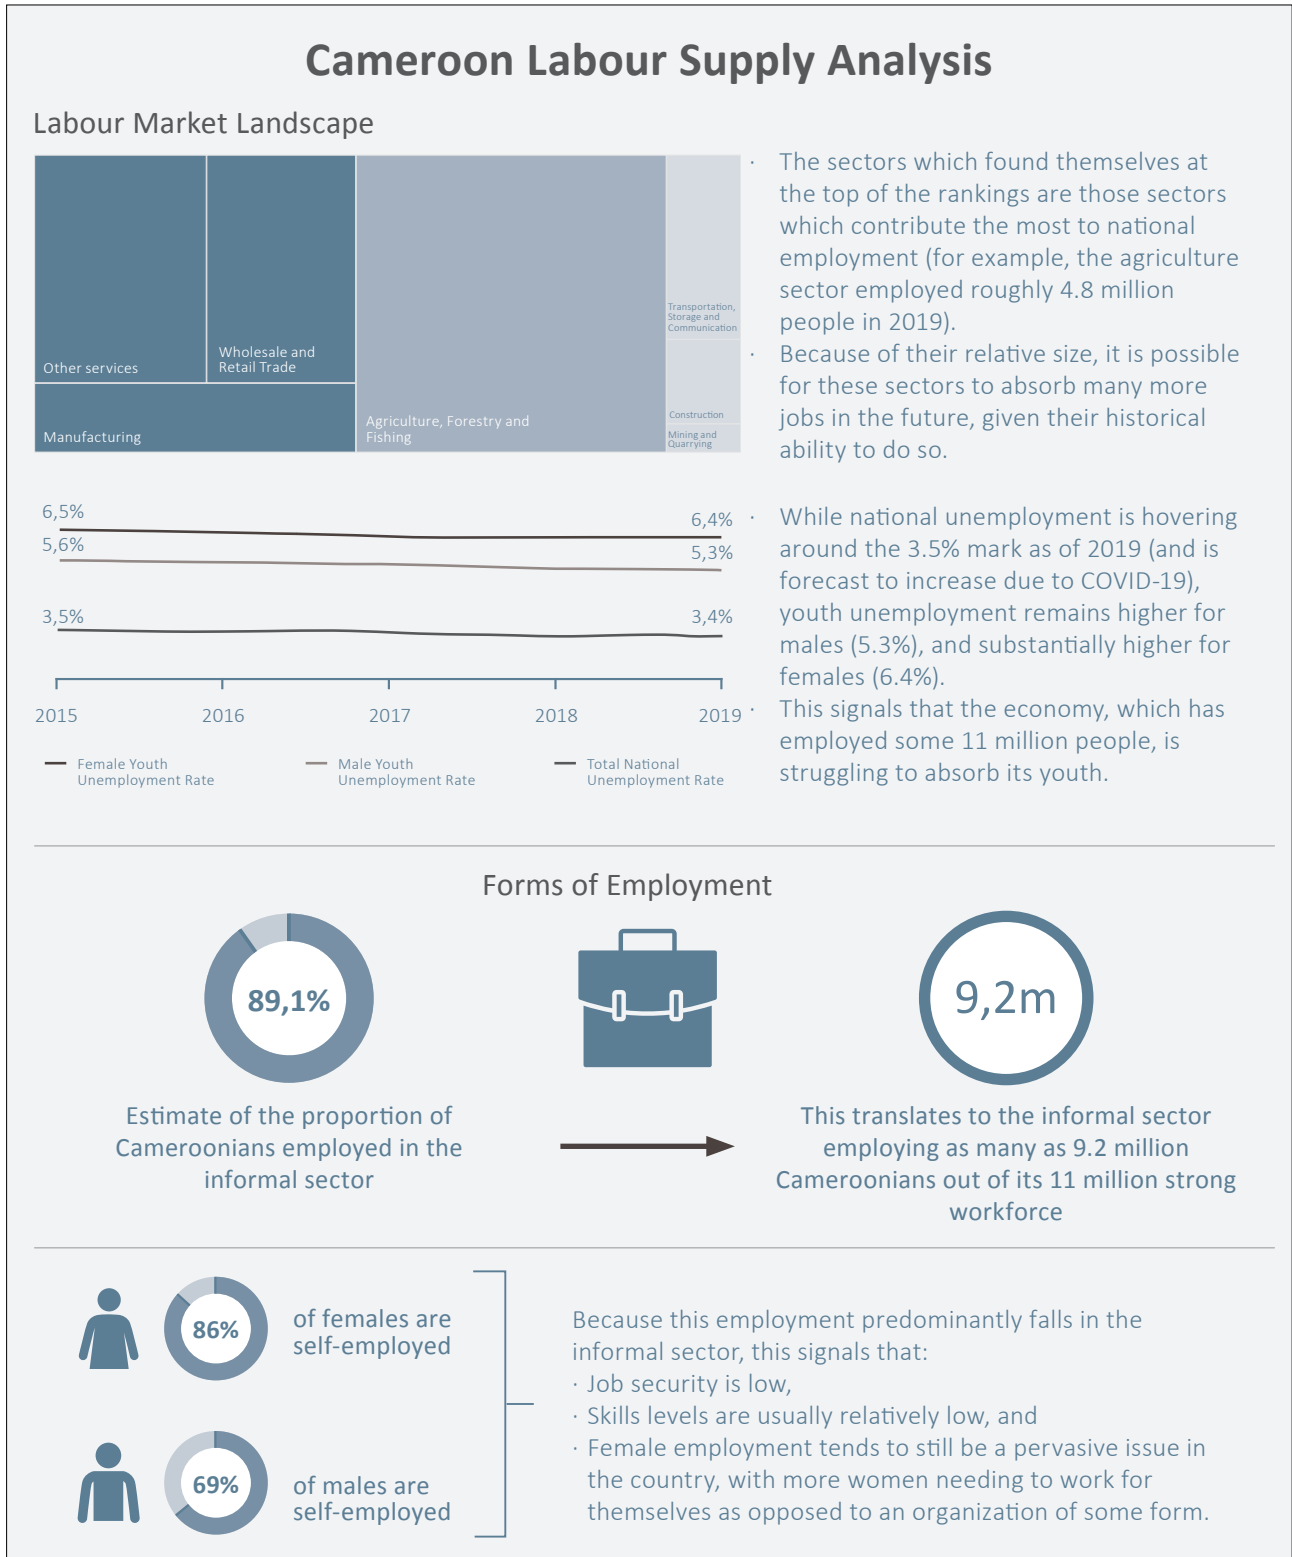 Cameroon Labour Supply Analysis
Labour Market Landscape
Other services
Wholesale and
Retail Trade
Manufacturing
Agriculture, Forestry and
Fishing
Transportation,
Storage and
Communication
Construction
Mining and
Quarrying
· The sectors which found themselves at
the top of the rankings are those sectors
which contribute the most to national
employment (for example, the agriculture
sector employed roughly 4.8 million
people in 2019).
· Because of their relative size, it is possible
for these sectors to absorb many more
jobs in the future, given their historical
ability to do so.
6,5%
6,4%
5,6%
5,3%
3,5%
3,4%
2015
2016
2017
2018
2019
Female Youth
Unemployment Rate
Male Youth
Unemployment Rate
Total National
Unemployment Rate
· While national unemployment is hovering
around the 3.5% mark as of 2019 (and is
forecast to increase due to COVID-19),
youth unemployment remains higher for
males (5.3%), and substantially higher for
females (6.4%).
· This signals that the economy, which has
employed some 11 million people, is
struggling to absorb its youth.
Forms of Employment
89,1%
Estimate of the proportion of
Cameroonians employed in the
informal sector
9,2m
This translates to the informal sector
employing as many as 9.2 million
Cameroonians out of its 11 million strong
workforce
86%
of females are
self-employed
69%
of males are
self-employed
Because this employment predominantly falls in the
informal sector, this signals that:
· Job security is low,
· Skills levels are usually relatively low, and
· Female employment tends to still be a pervasive issue in
the country, with more women needing to work for
themselves as opposed to an organization of some form.